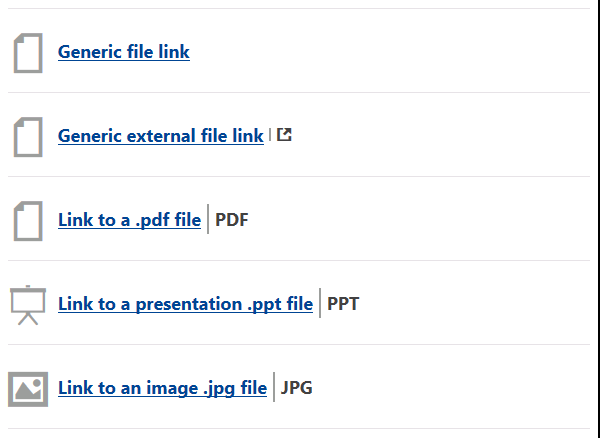 Generic file link
Generic external file link
Link to a .pdf file | PDF
Link to a presentation .ppt file | PPT
Link to an image .jpg file | JPG